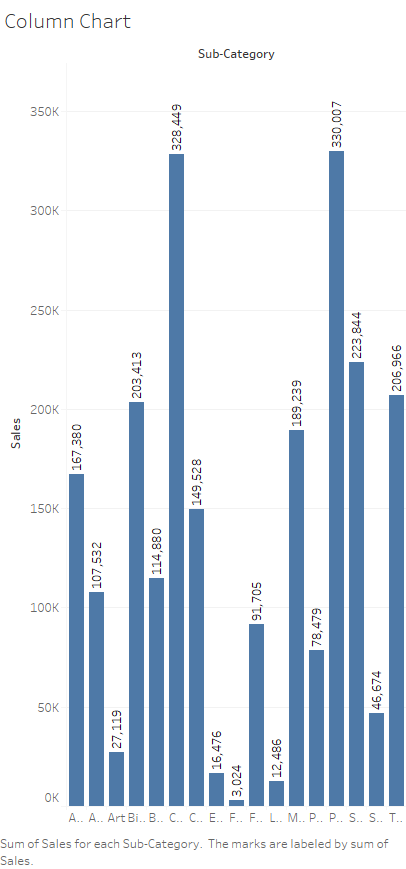 Column Chart
Sub-Category
Sales
350K
300K
250K
200K
150K
100K
50K
0K
167,380
107,532
27,119
203,413
114,880
328,449
149,528
16,476
3,024
91,705
12,486
189,239
78,479
330,007
223,844
46,674
206,966
A.. A.. Art Bi.. B.. C.. C.. E.. F.. F.. L.. M.. P.. P.. S.. S.. T..
Sum of Sales for each Sub-Category. The marks are labeled by sum of
Sales.